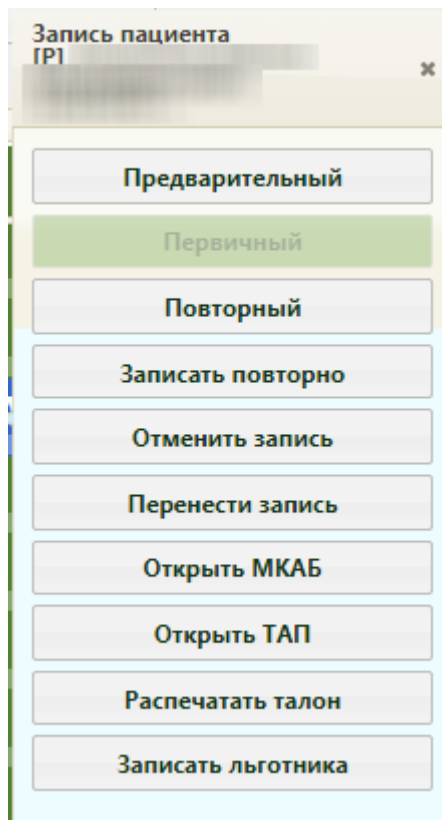 Запись пациента
[P]
Предварительный
Первичный
Повторный
Записать повторно
Отменить запись
Перенести запись
Открыть МКАБ
Открыть ТАП
Распечатать талон
Записать льготника